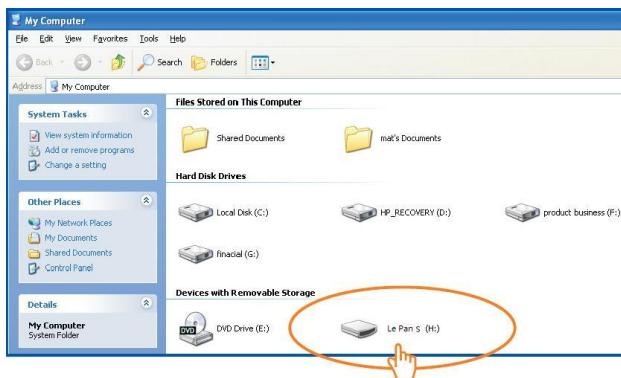 My Computer
File Edit View Favorites Tools Help
Back Search Folders
Address My Computer
System Tasks
View system information
Add or remove programs
Change a setting
Other Places
My Network Places
My Documents
Shared Documents
Control Panel
Details
My Computer
System Folder
Files Stored on This Computer
Shared Documents mat's Documents
Hard Disk Drives
Local Disk (C:) HP_RECOVERY (D:) product business (F:)
finacial (G:)
Devices with Removable Storage
DVD Drive (E:) Le Pan S (H:)
DVD